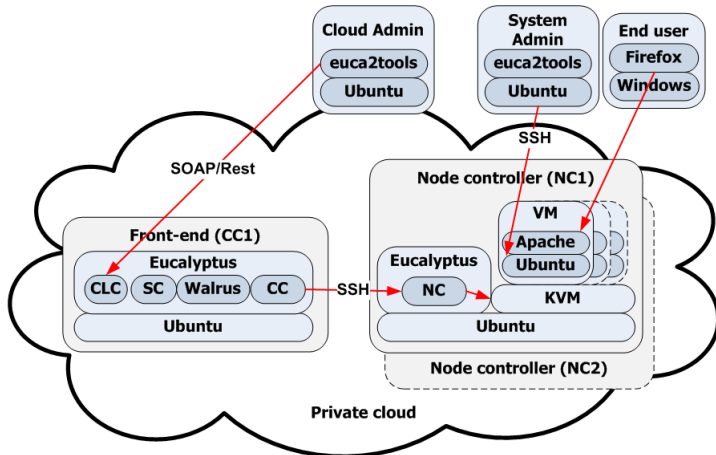 Cloud Admin
euca2tools
Ubuntu
System
Admin
euca2tools
Ubuntu
End user
Firefox
Windows
SOAP/Rest
SSH
Node controller (NC1)
VM
Apache
Ubuntu
Front-end (CC1)
Eucalyptus
CLC
SC
Walrus
CC
Ubuntu
SSH
Eucalyptus
NC
KVM
Ubuntu
Node controller (NC2)
Private cloud